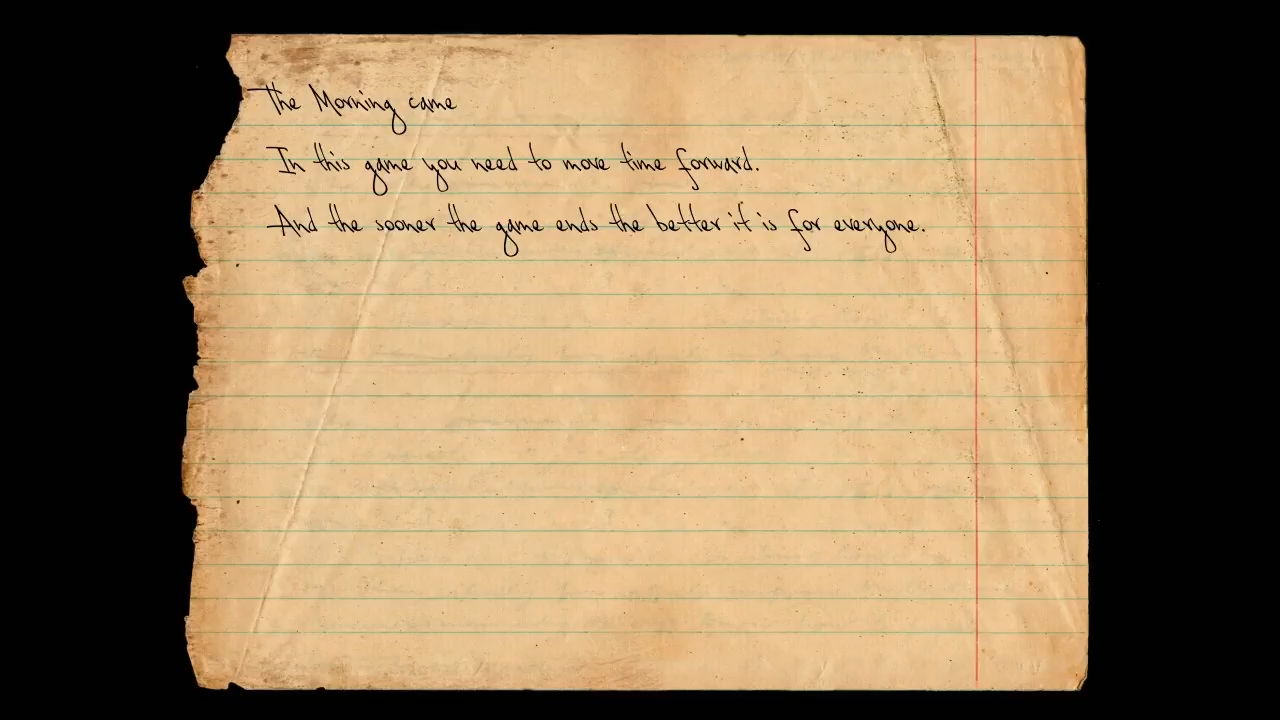 The Morning came
In this game you need to move time forward.
And the sooner the game ends the better it is for everyone.